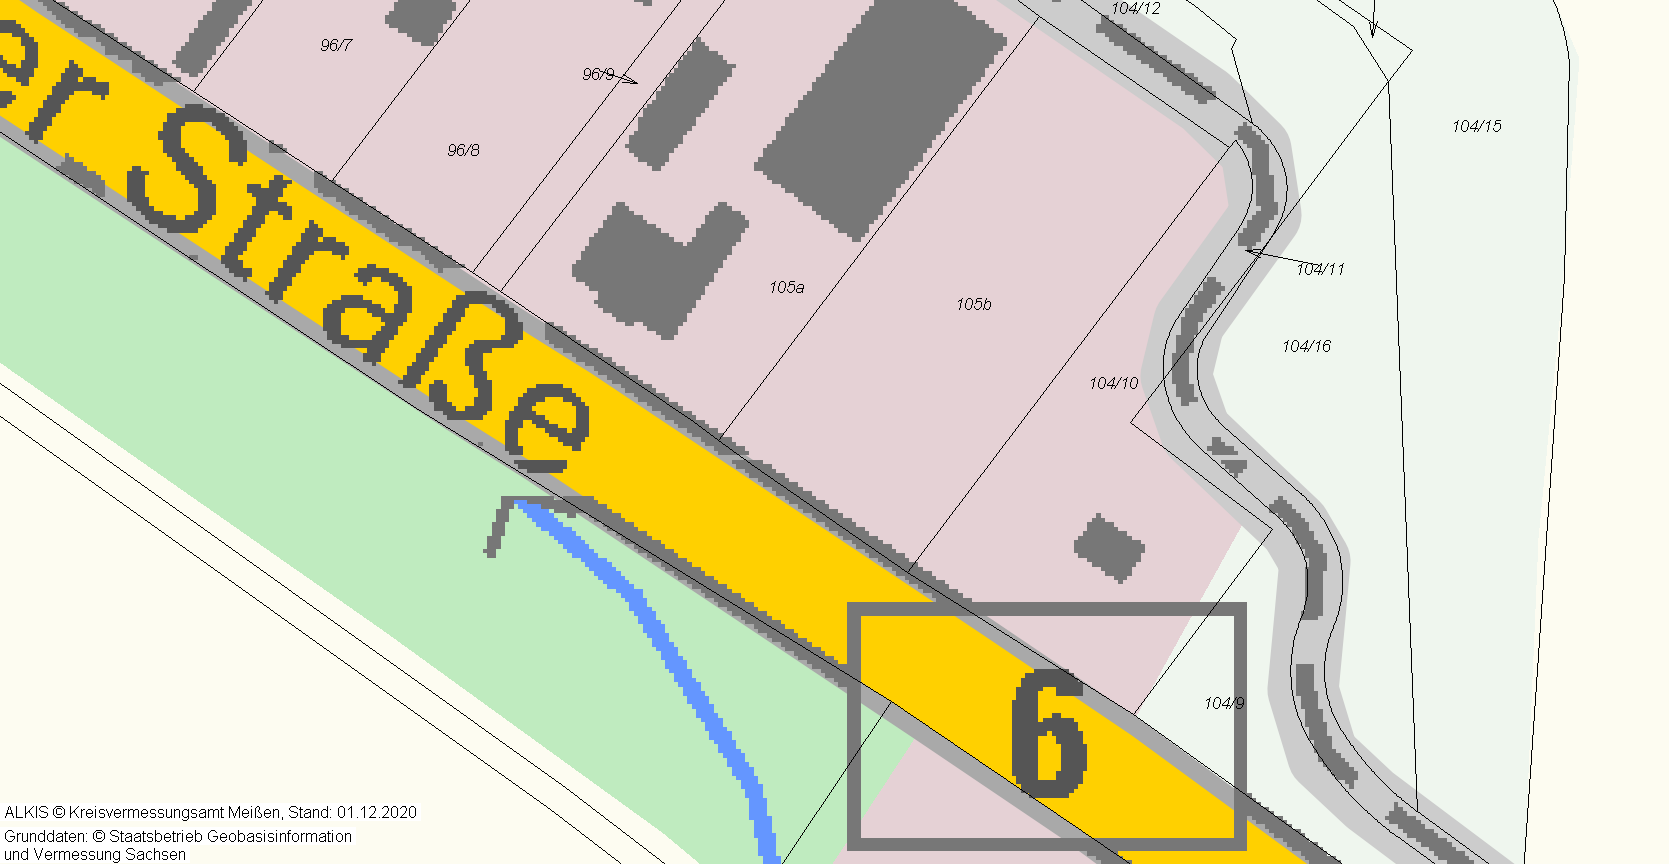 104/12
96/7
96/9
104/15
er Straße
96/8
104/11
105a
105b
104/16
104/10
6
104/9
ALKIS © Kreisvermessungsamt Meißen, Stand: 01.12.2020
Grunddaten: © Staatsbetrieb Geobasisinformation
und Vermessung Sachsen